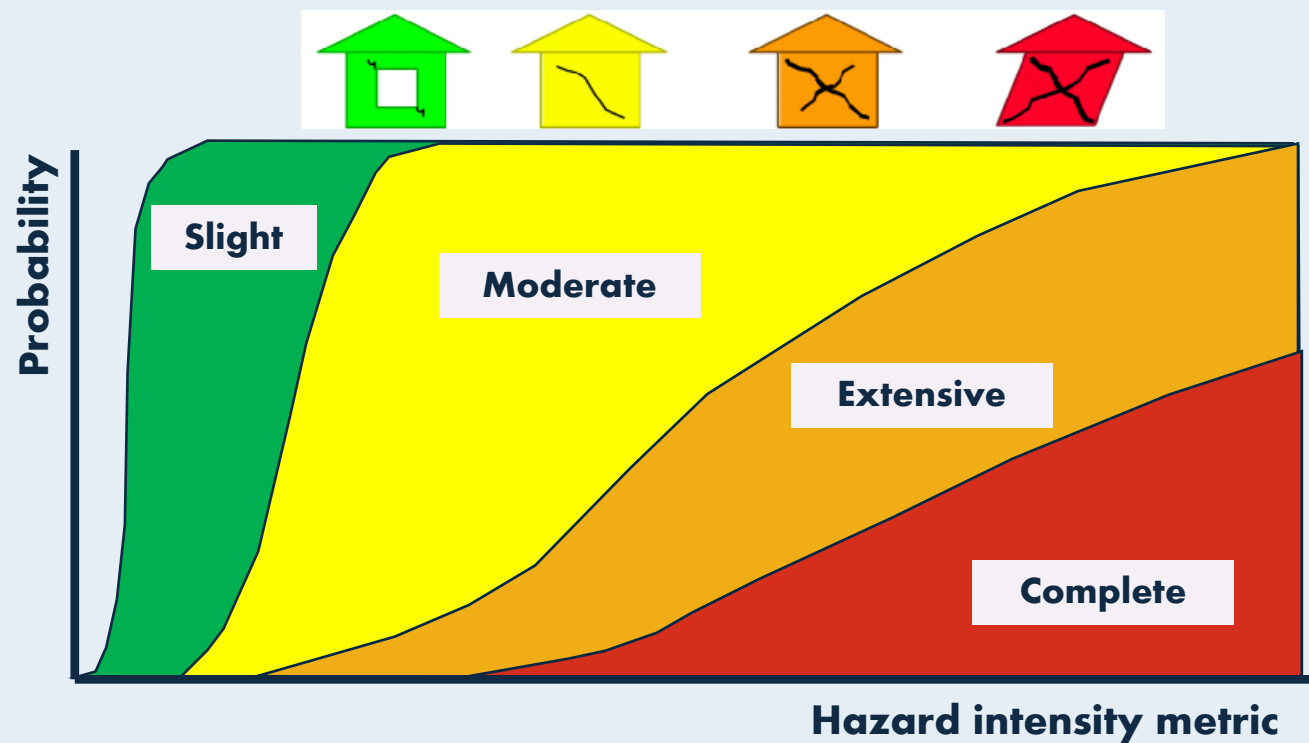 Probability
Slight
Moderate
Extensive
Complete
Hazard intensity metric